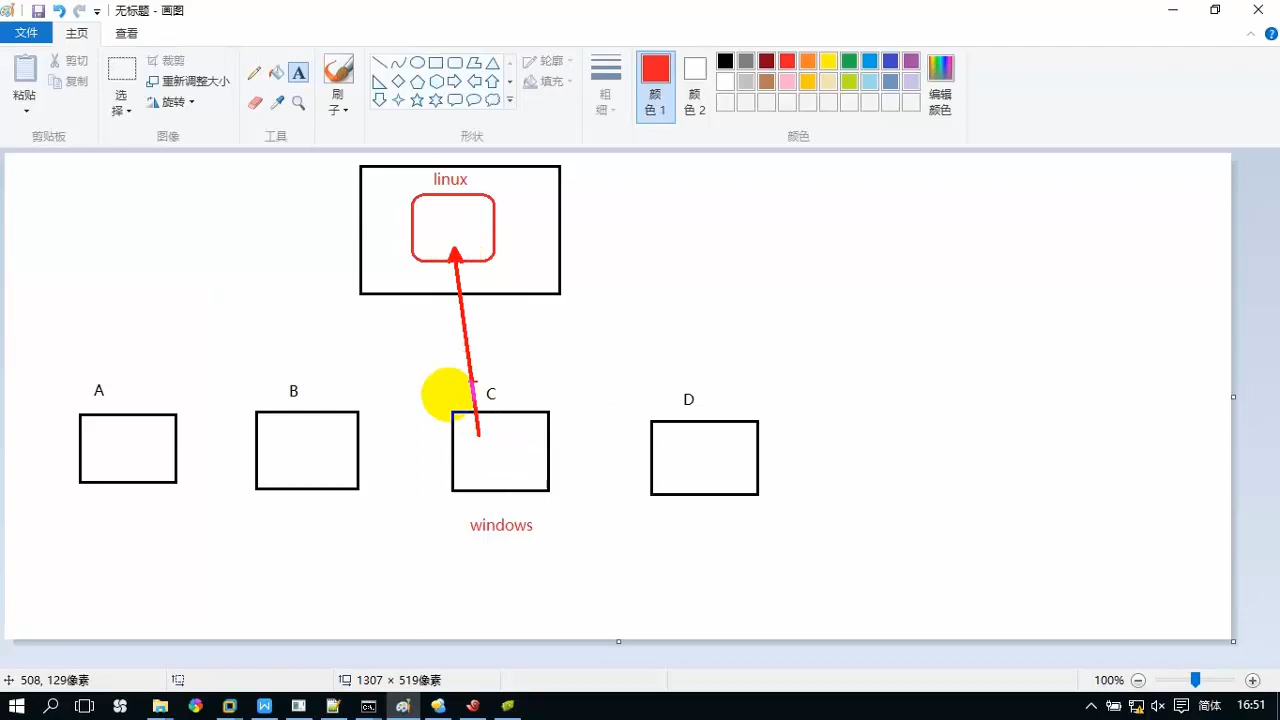 无标题 - 画图
文件
主页
查看
粘贴
剪切
复制
剪贴板
选择
裁剪
重新调整大小
旋转
图像
A
工具
刷子
轮廓
填充
形状
粗细
颜色 1
颜色 2
编辑颜色
颜色
linux
A
B
C
D
windows
508, 129像素
1307 × 519像素
100%
简体
16:51